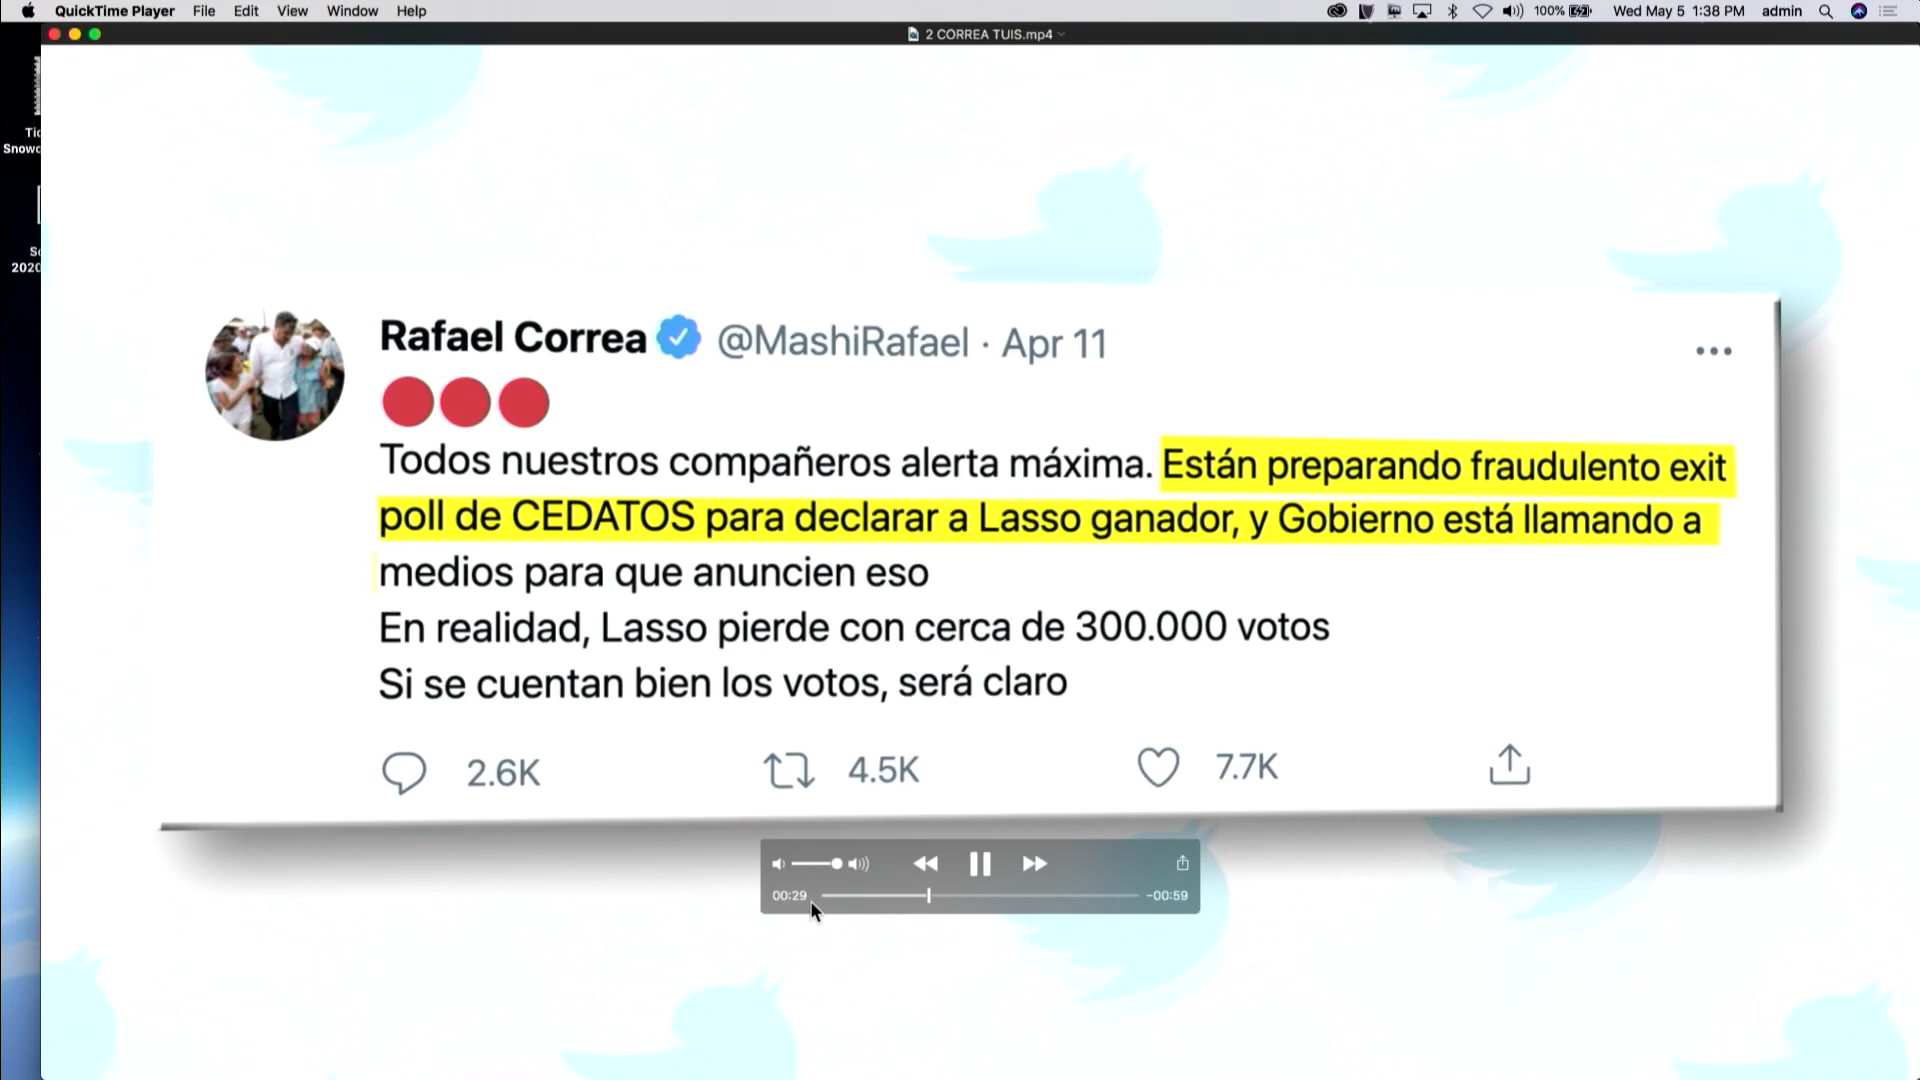 QuickTime Player File Edit View Window Help 100% Wed May 5 1:38 PM admin
2 CORREA TUIS.mp4
2020
Rafael Correa @MashiRafael · Apr 11
Todos nuestros compañeros alerta máxima. Están preparando fraudulento exit
poll de CEDATOS para declarar a Lasso ganador, y Gobierno está llamando a
medios para que anuncien eso
En realidad, Lasso pierde con cerca de 300.000 votos
Si se cuentan bien los votos, será claro
2.6K 4.5K 7.7K
00:29 -00:59